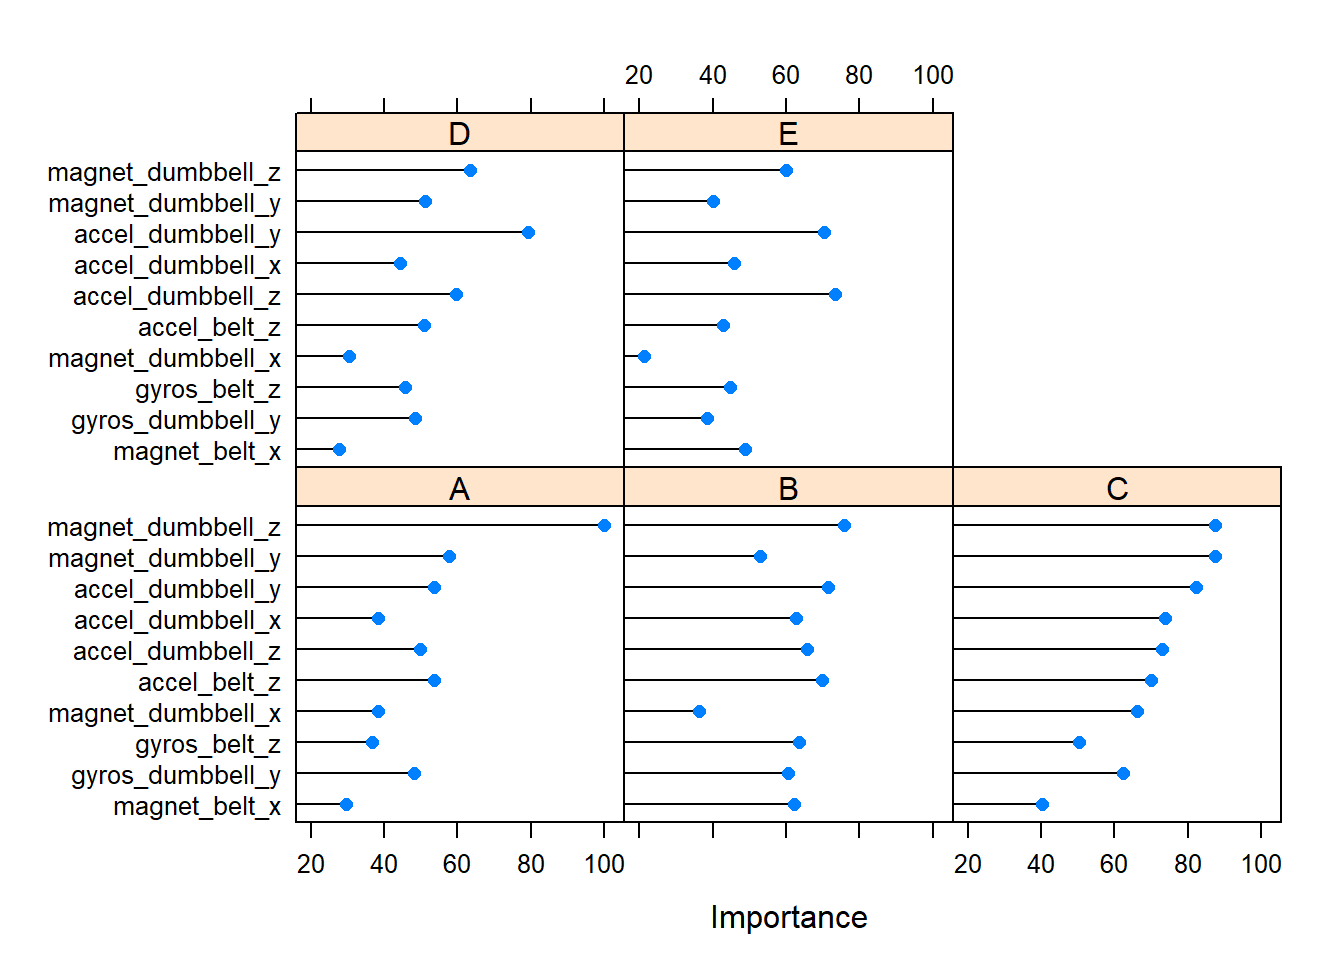 20 40 60 80 100
D E
magnet_dumbbell_z
magnet_dumbbell_y
accel_dumbbell_y
accel_dumbbell_x
accel_dumbbell_z
accel_belt_z
magnet_dumbbell_x
gyros_belt_z
gyros_dumbbell_y
magnet_belt_x
A B C
magnet_dumbbell_z
magnet_dumbbell_y
accel_dumbbell_y
accel_dumbbell_x
accel_dumbbell_z
accel_belt_z
magnet_dumbbell_x
gyros_belt_z
gyros_dumbbell_y
magnet_belt_x
20 40 60 80 100 20 40 60 80 100
Importance